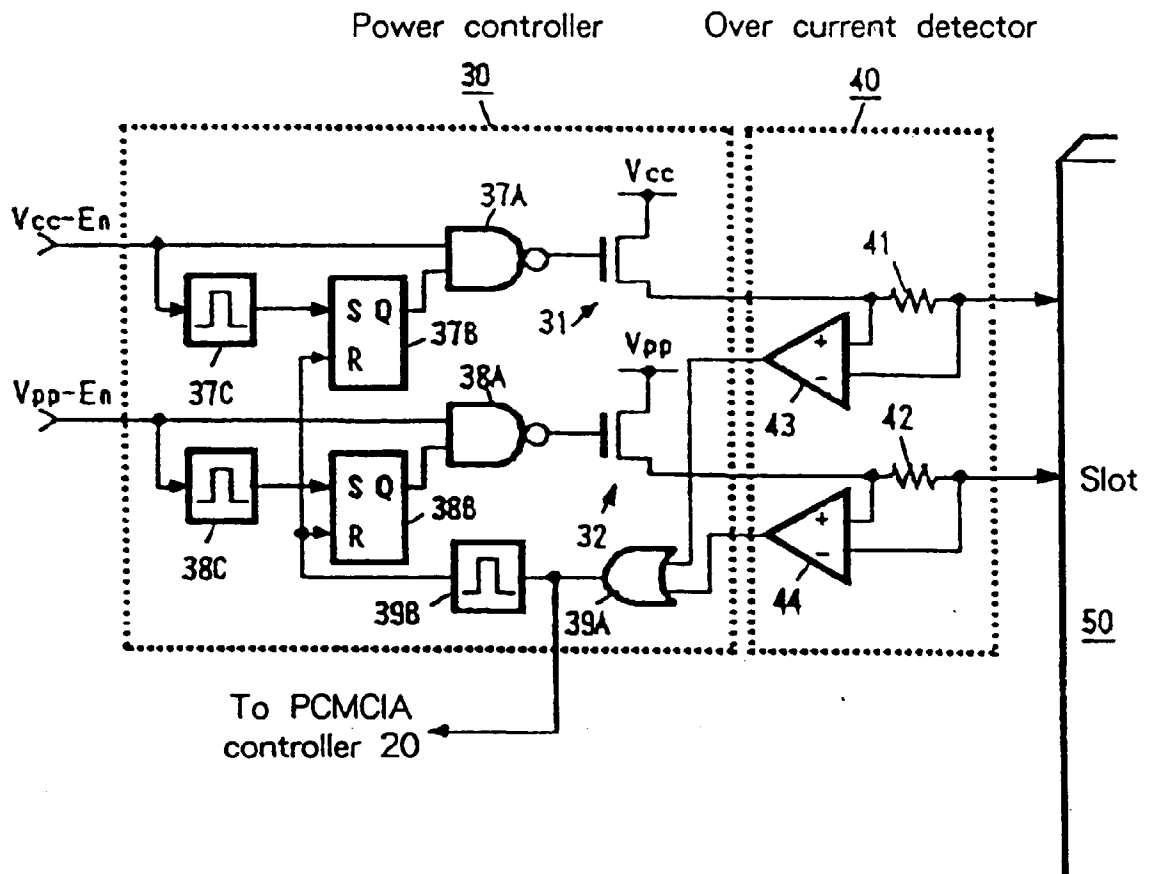 Power controller
Over current detector
30
40
Vcc
37A
Vcc-En
41
S Q
31
37B
R
Vpp
+
-
37C
38A
Vpp-En
43
42
S Q
38B
R
32
+
-
Slot
38C
39B
39A
44
50
To PCMCIA
controller 20